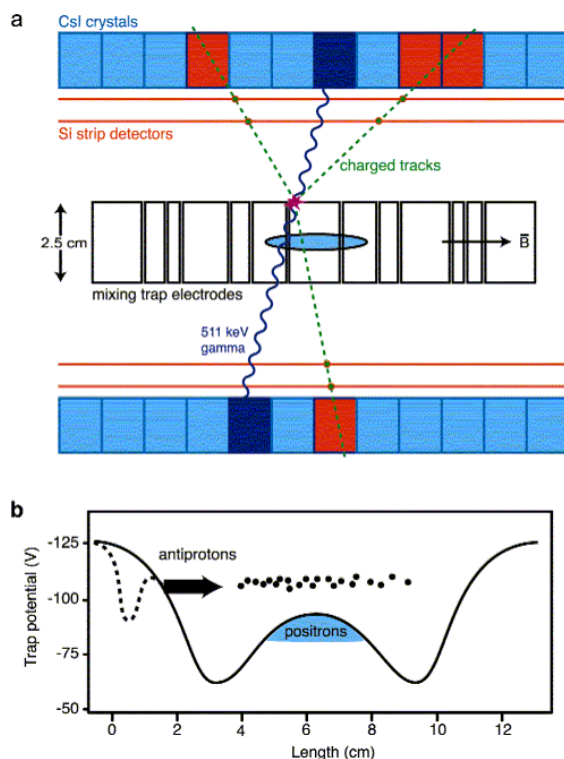 a
CsI crystals
Si strip detectors
charged tracks
2.5 cm
B
mixing trap electrodes
511 keV
gamma
b
antiprotons
positrons
Trap potential (V)
-125
-100
-75
-50
0 2 4 6 8 10 12
Length (cm)